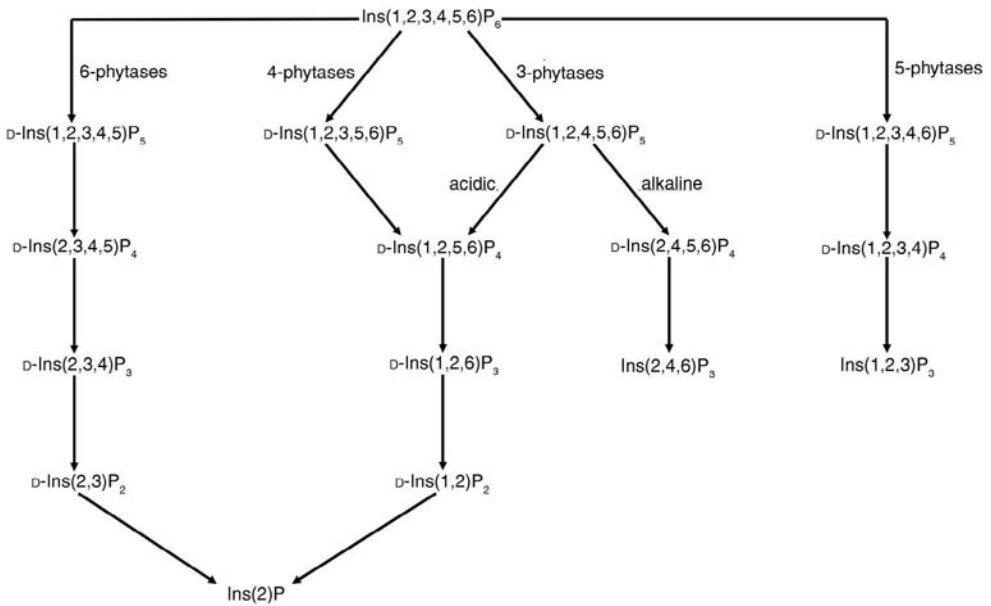 Ins(1,2,3,4,5,6)P₆
6-phytases
4-phytases
3-phytases
5-phytases
D-Ins(1,2,3,4,5)P₅
D-Ins(1,2,3,5,6)P₅
D-Ins(1,2,4,5,6)P₅
D-Ins(1,2,3,4,6)P₅
acidic
alkaline
D-Ins(2,3,4,5)P₄
D-Ins(1,2,5,6)P₄
D-Ins(2,4,5,6)P₄
D-Ins(1,2,3,4)P₄
D-Ins(2,3,4)P₃
D-Ins(1,2,6)P₃
Ins(2,4,6)P₃
Ins(1,2,3)P₃
D-Ins(2,3)P₂
D-Ins(1,2)P₂
Ins(2)P